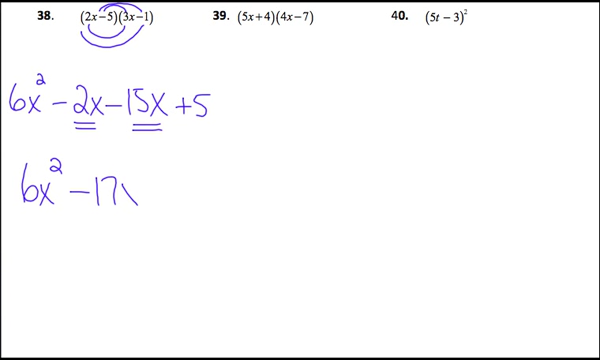 38. (2x−5)(3x−1) 39. (5x+4)(4x−7) 40. (5t − 3)²
6x² − 2x − 15x + 5
6x² − 17x